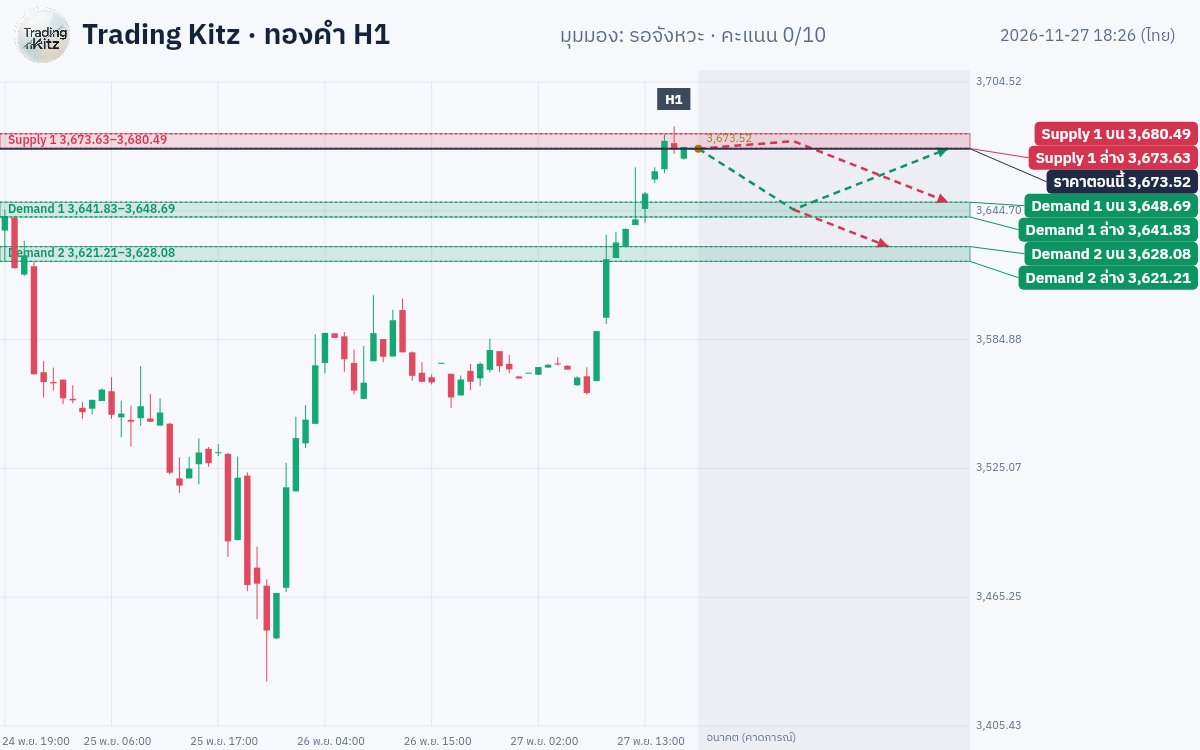 Trading Kitz
Trading Kitz · ทองคำ H1
มุมมอง: รอจังหวะ · คะแนน 0/10
2026-11-27 18:26 (ไทย)
3,704.52
H1
Supply 1 3,673.63–3,680.49
3,673.52
Supply 1 บน 3,680.49
Supply 1 ล่าง 3,673.63
ราคาตอนนี้ 3,673.52
Demand 1 3,641.83–3,648.69
Demand 1 บน 3,648.69
3,644.70
Demand 1 ล่าง 3,641.83
Demand 2 3,621.21–3,628.08
Demand 2 บน 3,628.08
Demand 2 ล่าง 3,621.21
3,584.88
3,525.07
3,465.25
3,405.43
24 พ.ย. 19:00
25 พ.ย. 06:00
25 พ.ย. 17:00
26 พ.ย. 04:00
26 พ.ย. 15:00
27 พ.ย. 02:00
27 พ.ย. 13:00
อนาคต (คาดการณ์)